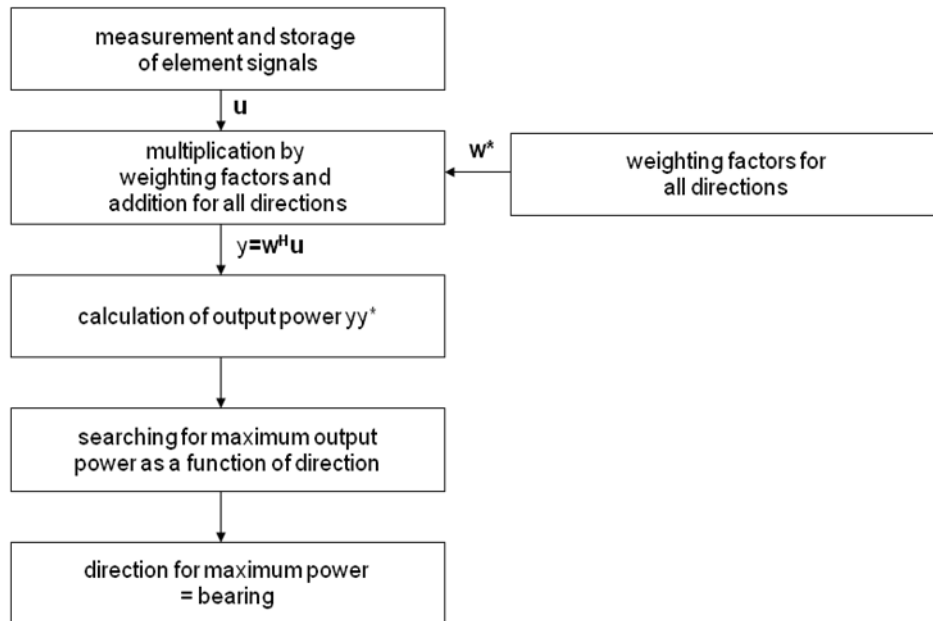 measurement and storage
of element signals
u
multiplication by
weighting factors and
addition for all directions
w*
weighting factors for
all directions
y=wᴴu
calculation of output power yy*
searching for maximum output
power as a function of direction
direction for maximum power
= bearing